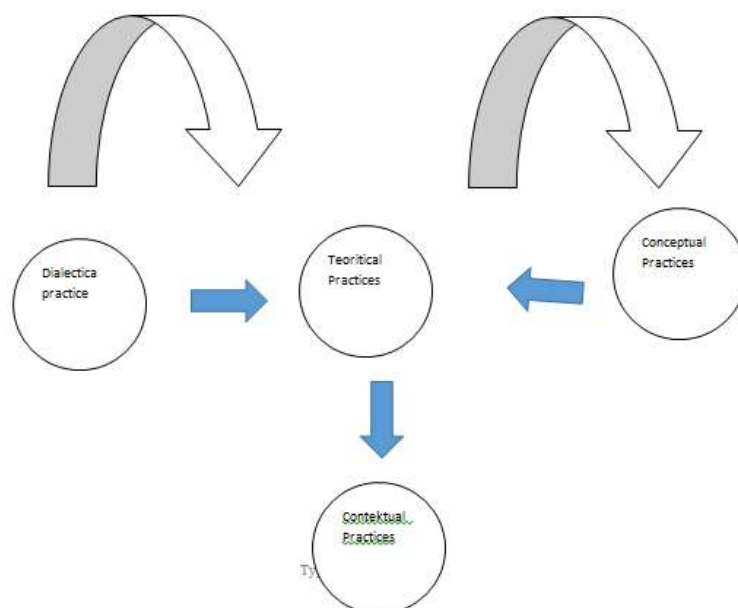 Dialectica
practice
Teoritical
Practices
Conceptual
Practices
Contektual
Practices